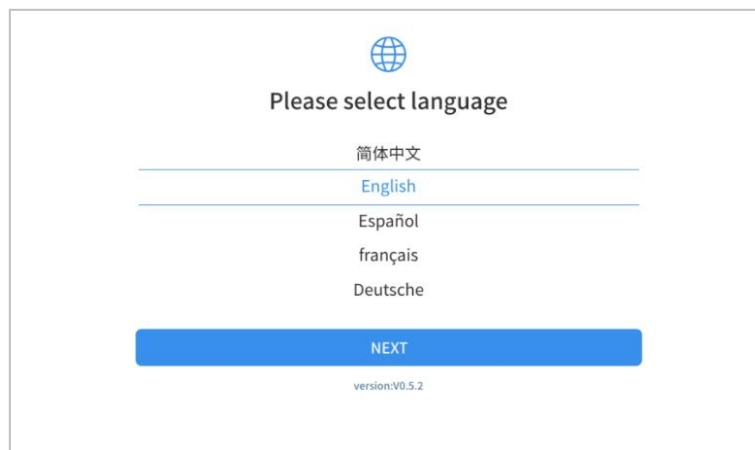 Please select language
简体中文
English
Español
français
Deutsche
NEXT
version:V0.5.2